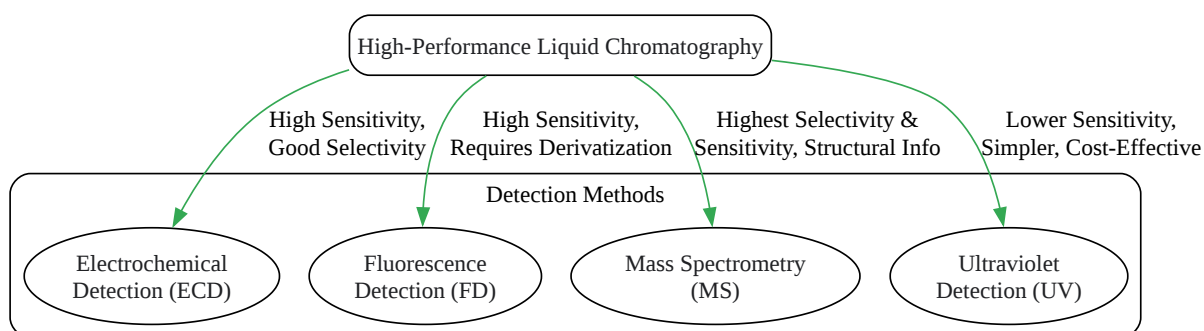 High-Performance Liquid Chromatography
High Sensitivity,
Good Selectivity
High Sensitivity,
Requires Derivatization
Highest Selectivity &
Sensitivity, Structural Info
Lower Sensitivity,
Simpler, Cost-Effective
Detection Methods
Electrochemical
Detection (ECD)
Fluorescence
Detection (FD)
Mass Spectrometry
(MS)
Ultraviolet
Detection (UV)